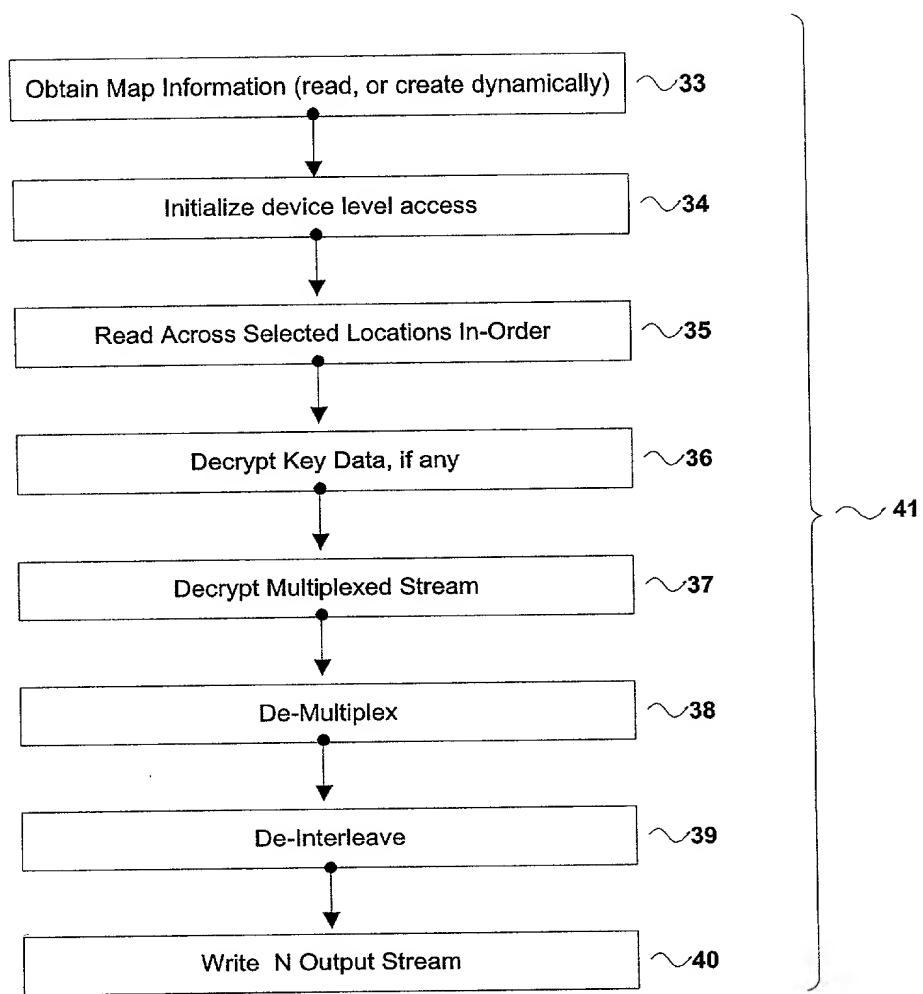 Obtain Map Information (read, or create dynamically) 33
Initialize device level access 34
Read Across Selected Locations In-Order 35
Decrypt Key Data, if any 36
41
Decrypt Multiplexed Stream 37
De-Multiplex 38
De-Interleave 39
Write N Output Stream 40